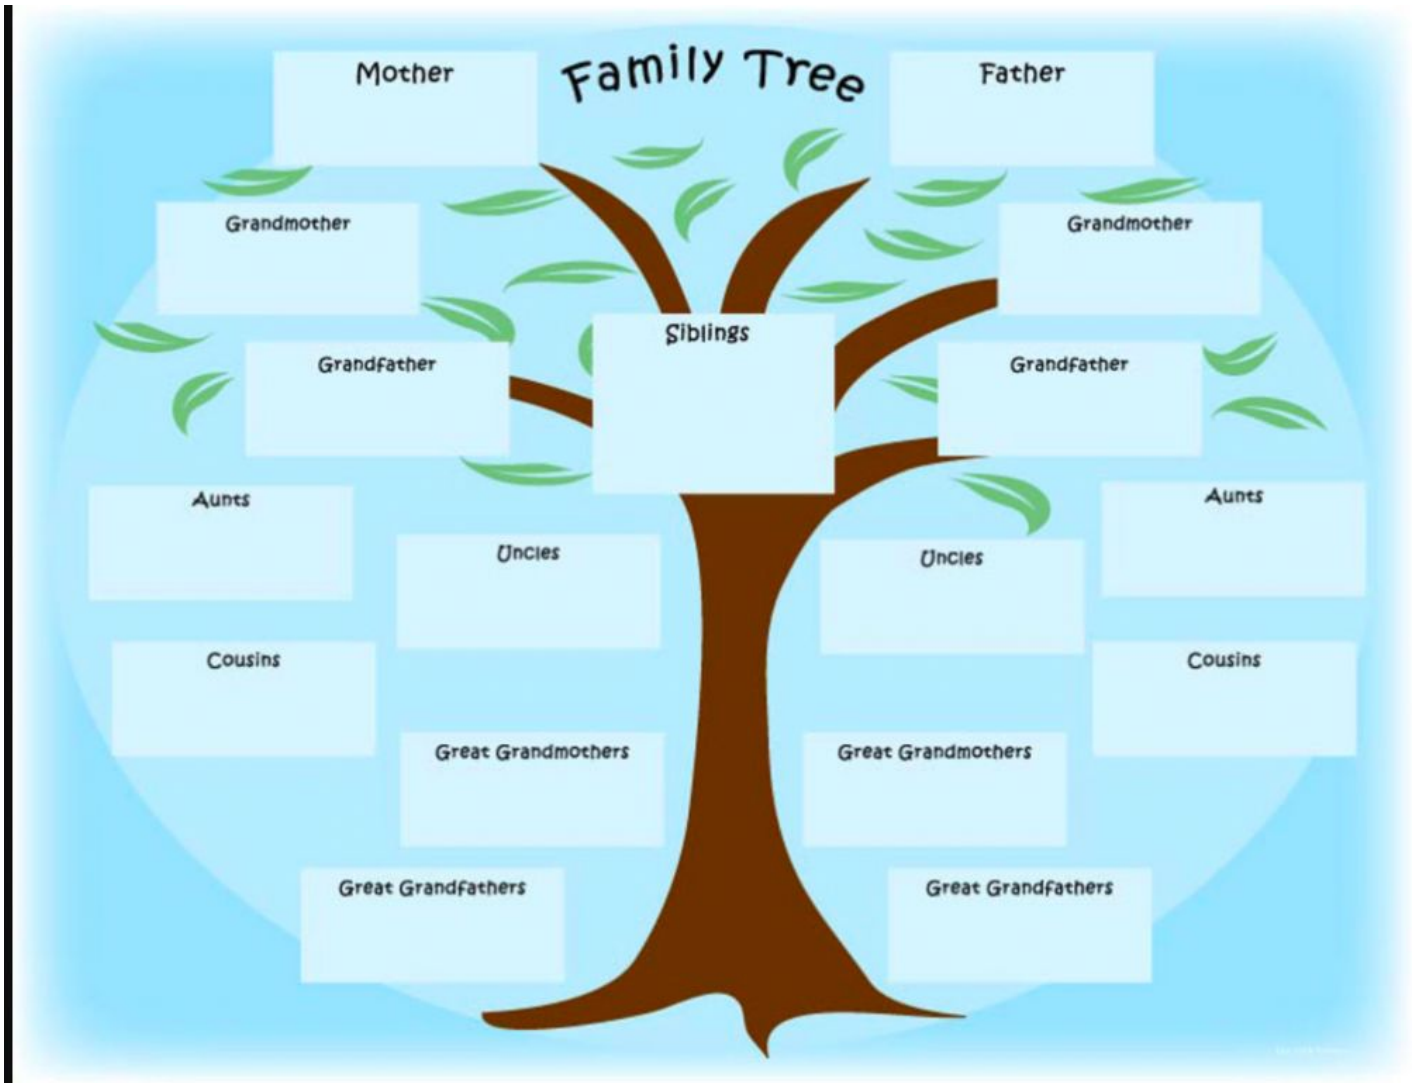 Family Tree
Mother
Father
Grandmother
Grandmother
Siblings
Grandfather
Grandfather
Aunts
Aunts
Uncles
Uncles
Cousins
Cousins
Great Grandmothers
Great Grandmothers
Great Grandfathers
Great Grandfathers